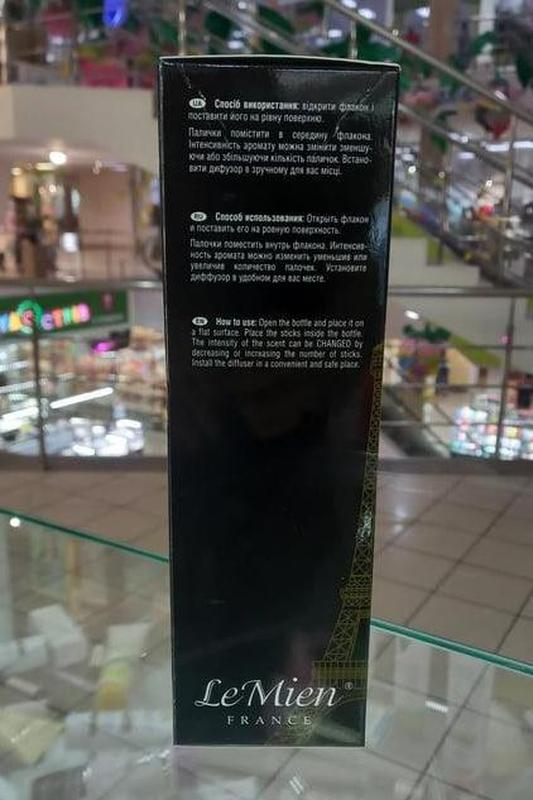 UA Спосіб використання: відкрити флакон і
поставити його на рівну поверхню.
Палички помістити в середину флакона.
Інтенсивність аромату можна змінити зменшу-
ючи або збільшуючи кількість паличок. Встано-
вити дифузор в зручному для вас місці.
RU Способ использования: Открыть флакон
и поставить его на ровную поверхность.
Палочки поместить внутрь флакона. Интенсив-
ность аромата можно изменить уменьшив или
увеличив количество палочек. Установите
диффузор в удобном для вас месте.
EN How to use: Open the bottle and place it on
a flat surface. Place the sticks inside the bottle.
The intensity of the scent can be CHANGED by
decreasing or increasing the number of sticks.
Install the diffuser in a convenient and safe place.
LeMien ®
FRANCE